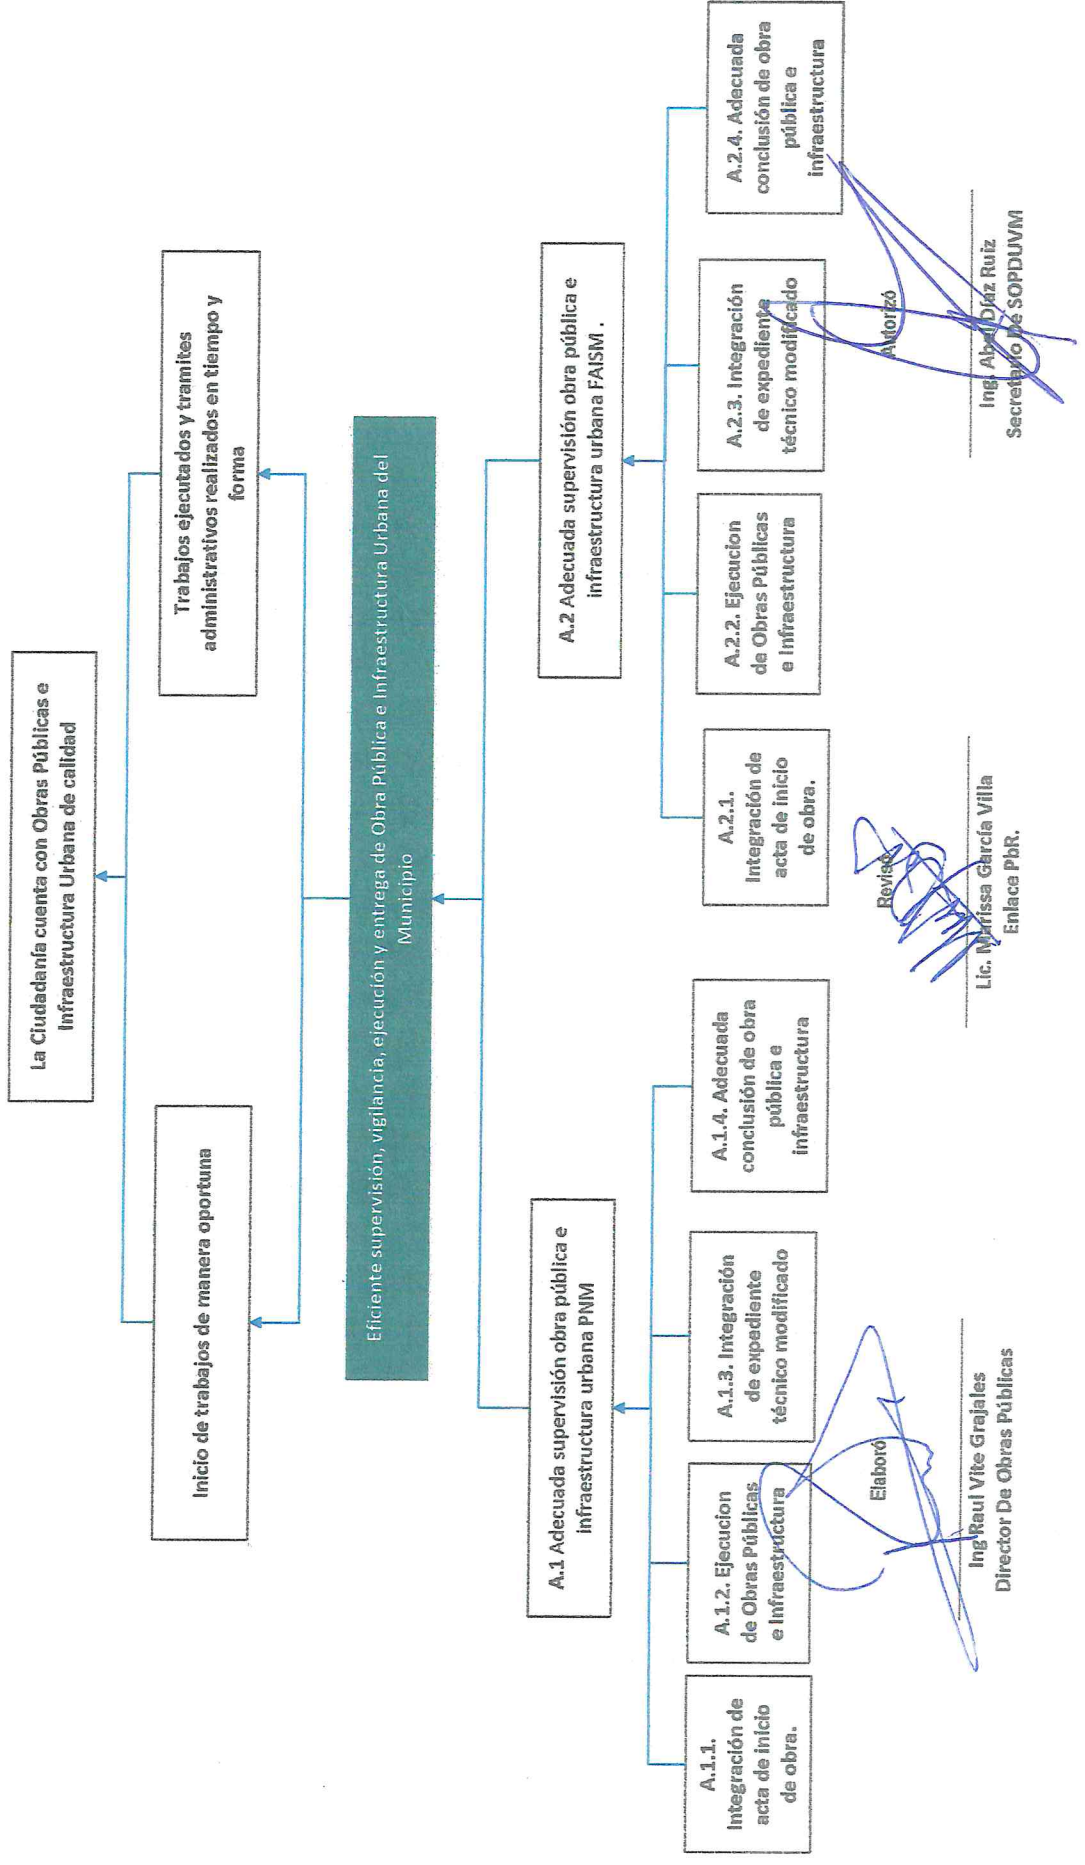 La Ciudadanía cuenta con Obras Públicas e
Infraestructura Urbana de calidad
Inicio de trabajos de manera oportuna
Trabajos ejecutados y tramites
administrativos realizados en tiempo y
forma
Eficiente supervisión, vigilancia, ejecución y entrega de Obra Pública e Infraestructura Urbana del
Municipio
A.1 Adecuada supervisión obra pública e
infraestructura urbana PNM
A.2 Adecuada supervisión obra pública e
infraestructura urbana FAISM .
A.1.1.
Integración de
acta de inicio
de obra.
A.1.2. Ejecucion
de Obras Públicas
e Infraestructura
A.1.3. Integración
de expediente
técnico modificado
A.1.4. Adecuada
conclusión de obra
pública e
infraestructura
A.2.1.
Integración de
acta de inicio
de obra.
A.2.2. Ejecucion
de Obras Públicas
e Infraestructura
A.2.3. Integración
de expediente
técnico modificado
A.2.4. Adecuada
conclusión de obra
pública e
infraestructura
Elaboró
Ing Raul Vite Grajales
Director De Obras Públicas
Revisó
Lic. Marissa García Villa
Enlace PbR.
Autorizó
Ing. Abel Díaz Ruiz
Secretario De SOPDUVM